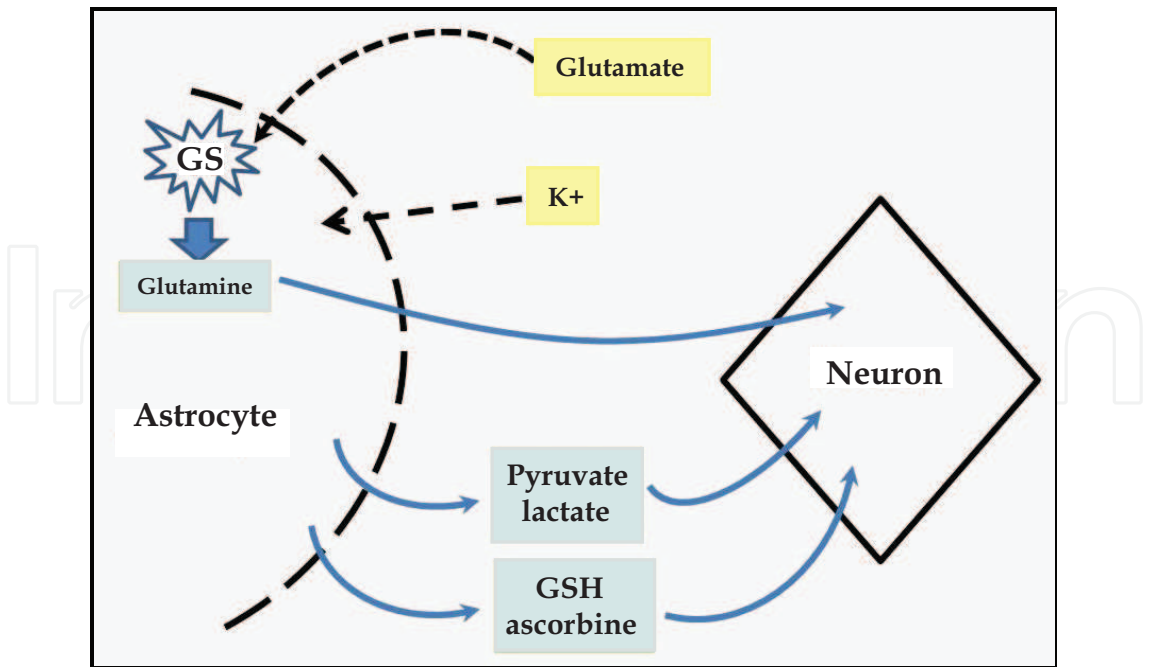 Glutamate
GS
K+
Glutamine
Neuron
Astrocyte
Pyruvate
lactate
GSH
ascorbine